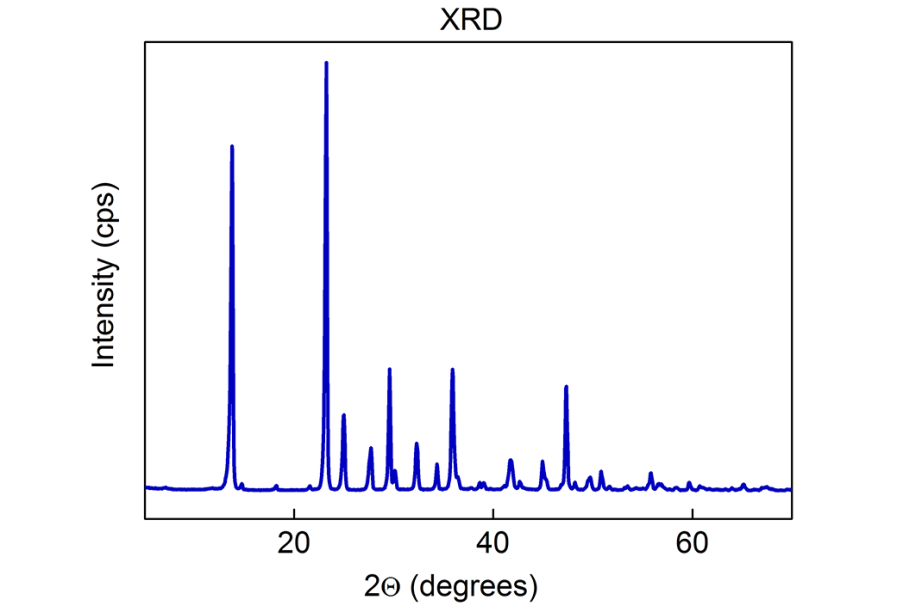 XRD
Intensity (cps)
20 40 60
2Θ (degrees)